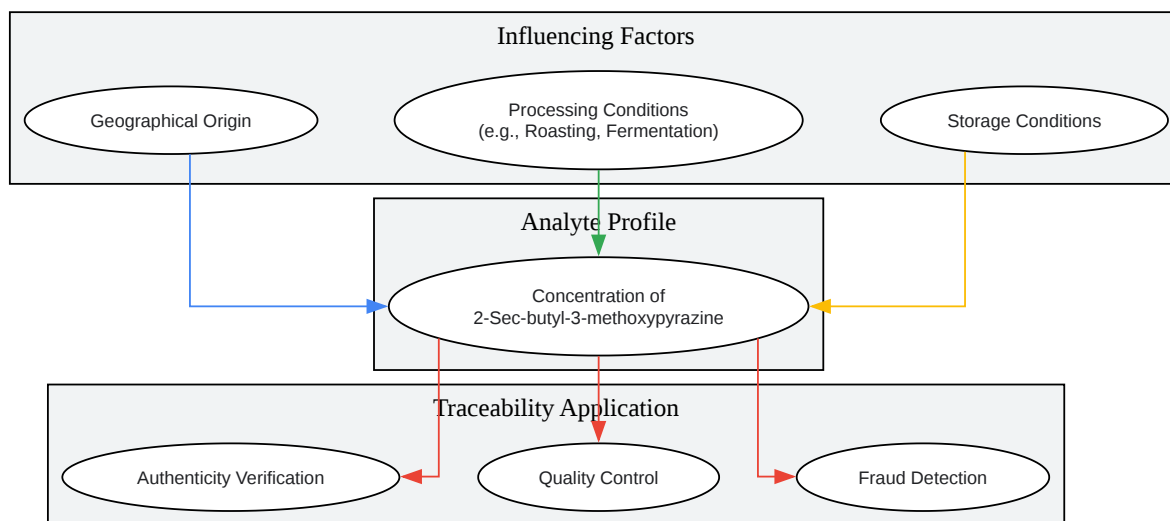 Influencing Factors
Geographical Origin
Processing Conditions
(e.g., Roasting, Fermentation)
Storage Conditions
Analyte Profile
Concentration of
2-Sec-butyl-3-methoxypyrazine
Traceability Application
Authenticity Verification
Quality Control
Fraud Detection